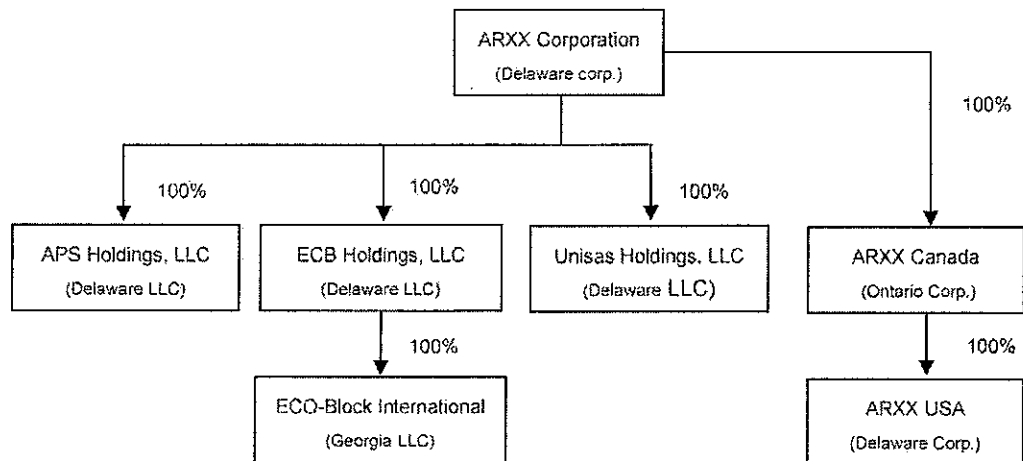 ARXX Corporation
(Delaware corp.)
100%
100%
100%
100%
APS Holdings, LLC
(Delaware LLC)
ECB Holdings, LLC
(Delaware LLC)
Unisas Holdings. LLC
(Delaware LLC)
ARXX Canada
(Ontario Corp.)
100%
100%
ECO-Block International
(Georgia LLC)
ARXX USA
(Delaware Corp.)